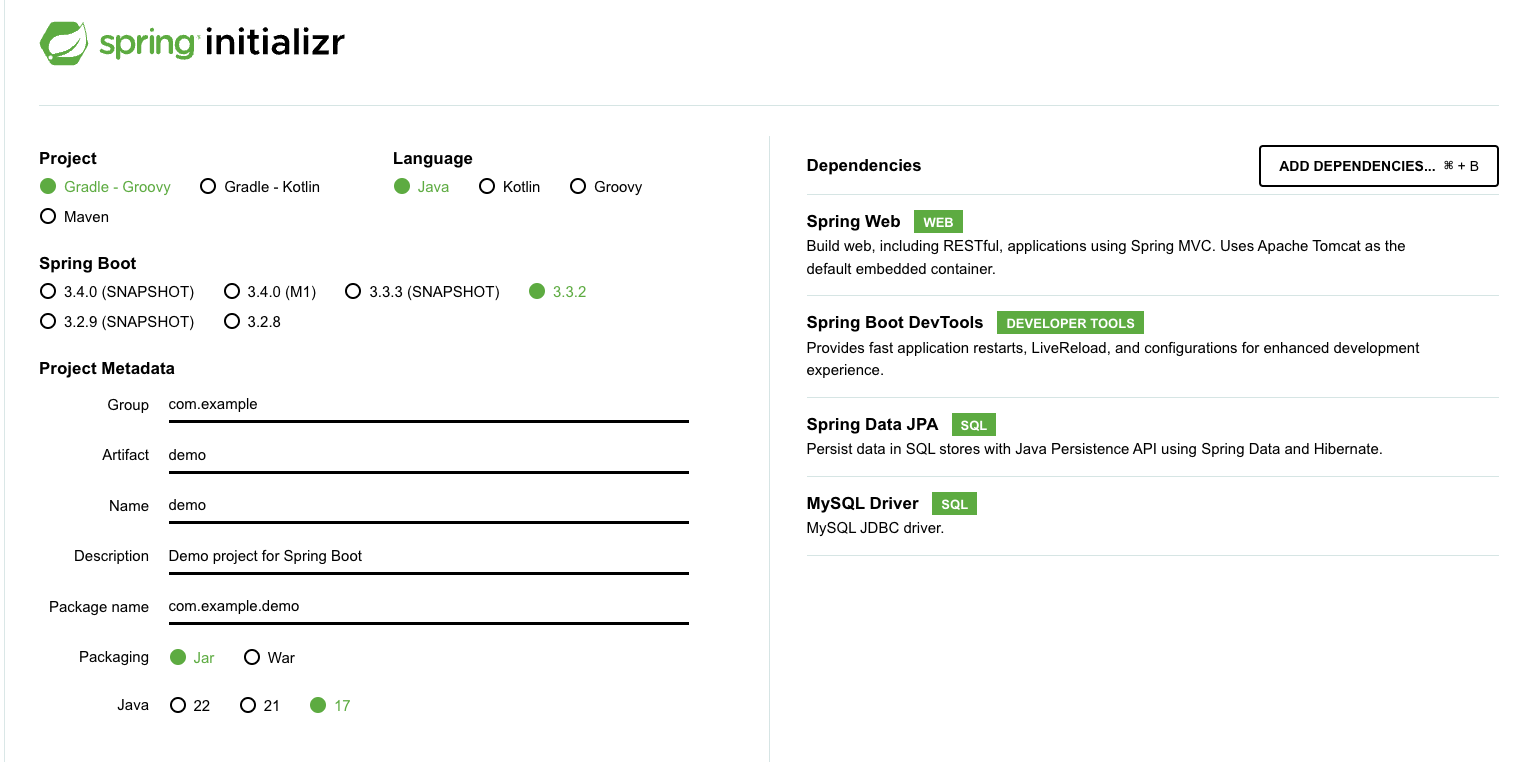 spring initializr
Project
Gradle - Groovy Gradle - Kotlin
Maven
Language
Java Kotlin Groovy
Spring Boot
3.4.0 (SNAPSHOT) 3.4.0 (M1) 3.3.3 (SNAPSHOT) 3.3.2
3.2.9 (SNAPSHOT) 3.2.8
Project Metadata
Group com.example
Artifact demo
Name demo
Description Demo project for Spring Boot
Package name com.example.demo
Packaging Jar War
Java 22 21 17
Dependencies ADD DEPENDENCIES... ⌘ + B
Spring Web WEB
Build web, including RESTful, applications using Spring MVC. Uses Apache Tomcat as the
default embedded container.
Spring Boot DevTools DEVELOPER TOOLS
Provides fast application restarts, LiveReload, and configurations for enhanced development
experience.
Spring Data JPA SQL
Persist data in SQL stores with Java Persistence API using Spring Data and Hibernate.
MySQL Driver SQL
MySQL JDBC driver.